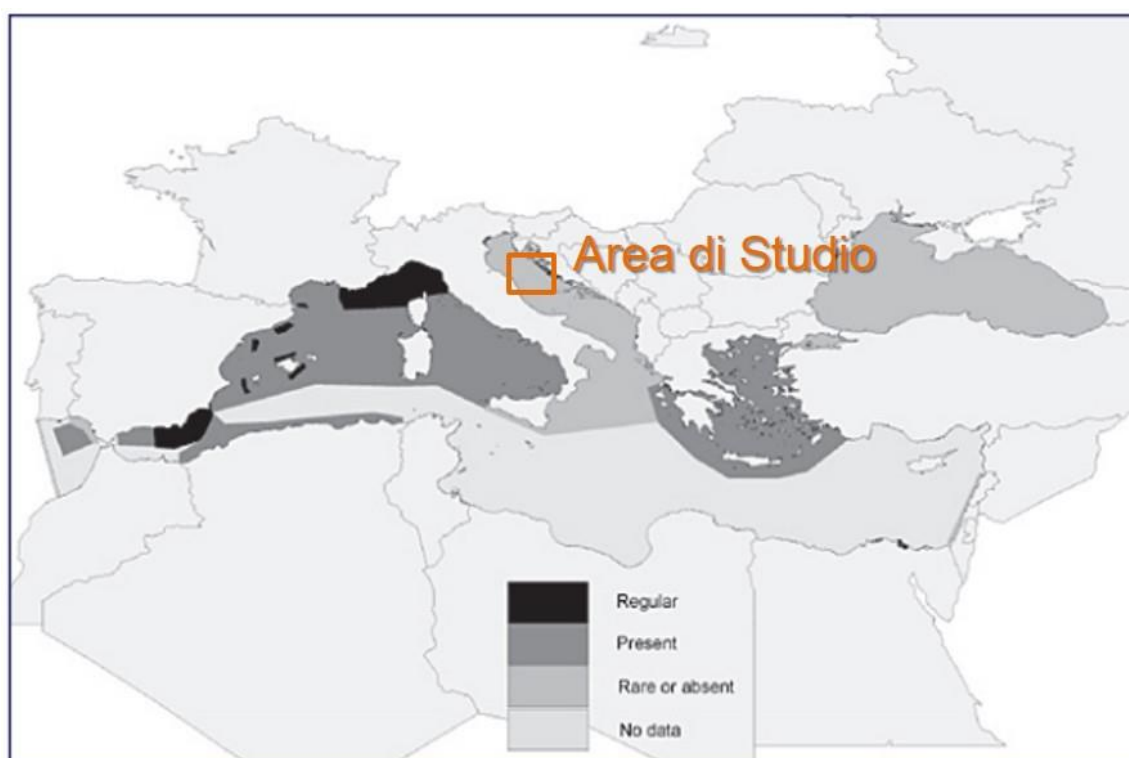 Area di Studio
Regular
Present
Rare or absent
No data